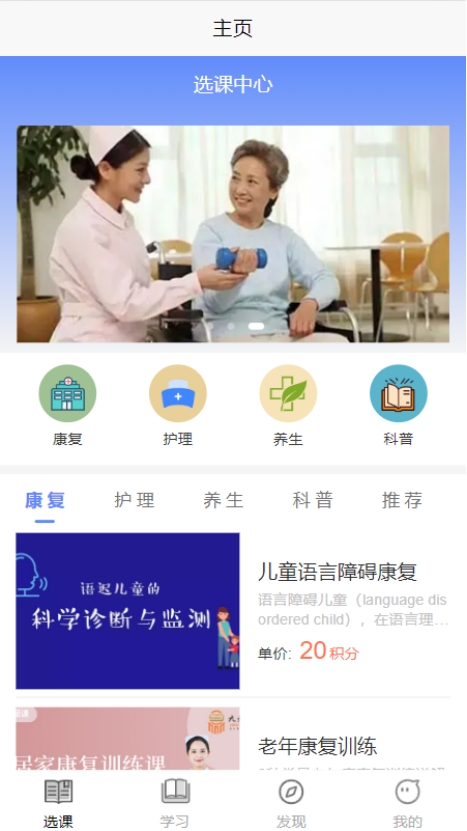 主页
选课中心
康复
护理
养生
科普
康复
护理
养生
科普
推荐
语迟儿童的
科学诊断与监测
儿童语言障碍康复
语言障碍儿童（language dis
ordered child），在语言理…
单价: 20积分
居家康复训练课
老年康复训练
选课
学习
发现
我的